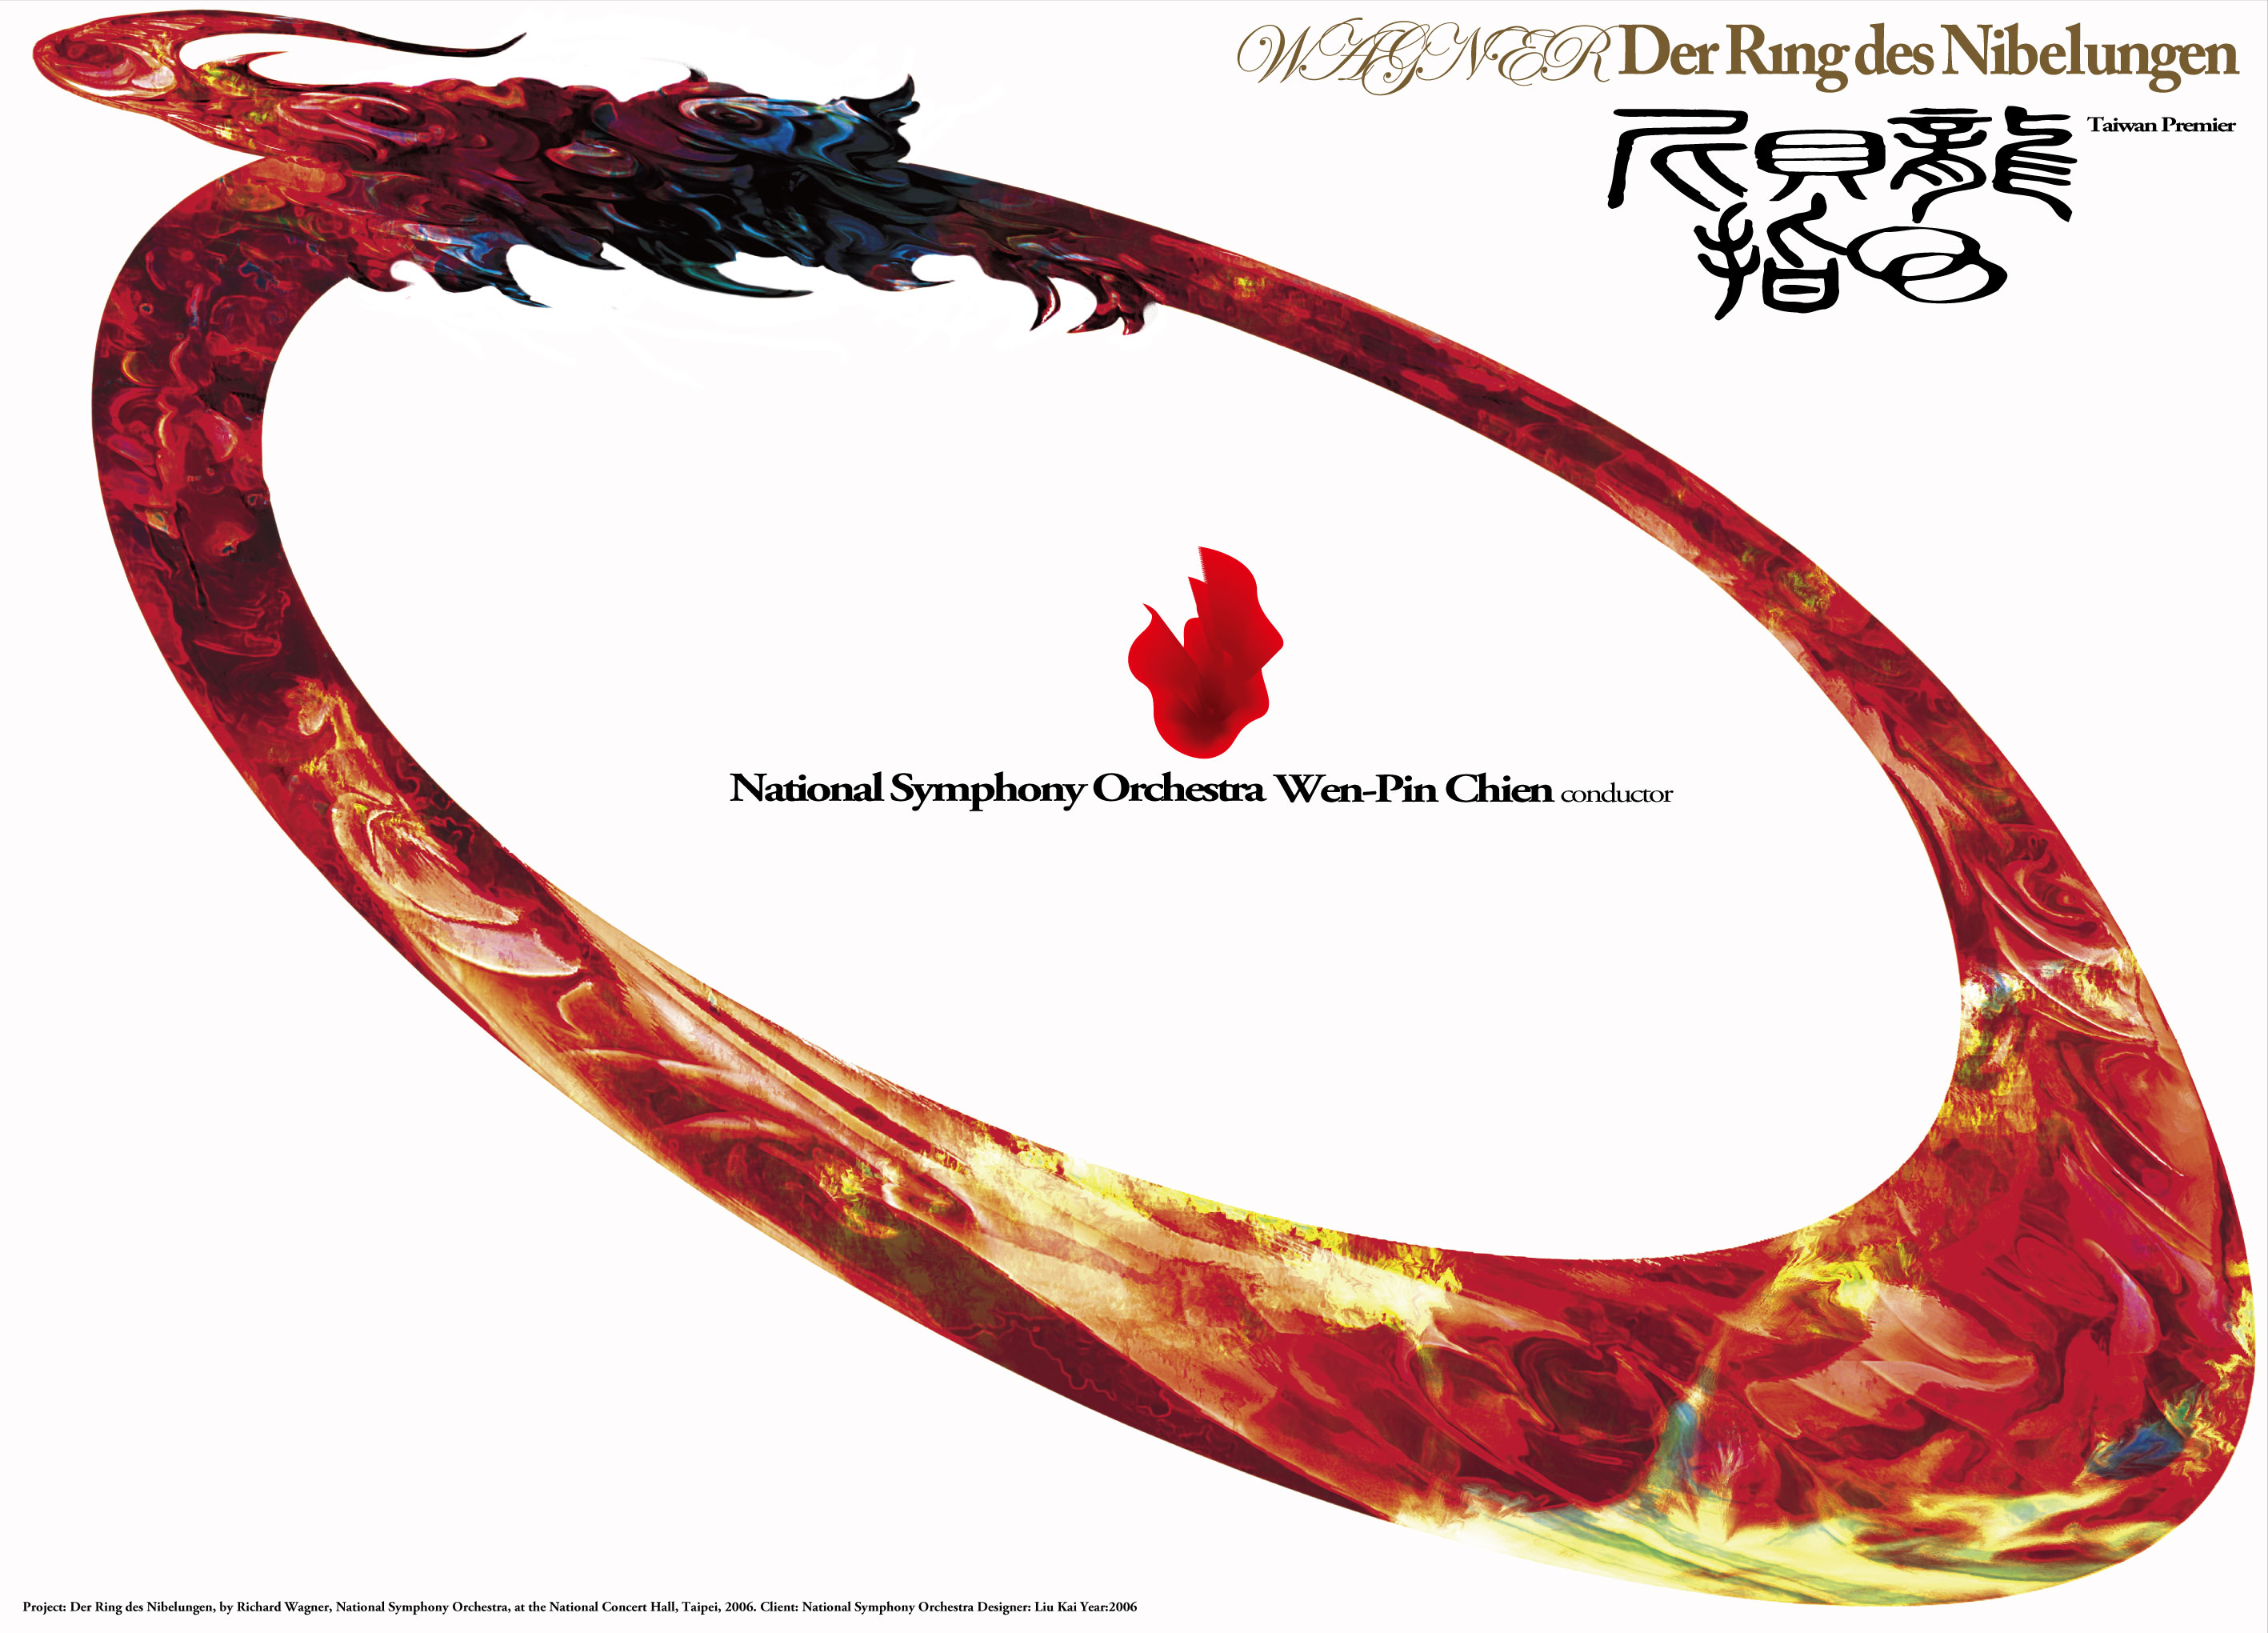 WAGNER Der Ring des Nibelungen
Taiwan Premier
尼貝龍
指
National Symphony Orchestra Wen-Pin Chien conductor
Project: Der Ring des Nibelungen, by Richard Wagner, National Symphony Orchestra, at the National Concert Hall, Taipei, 2006. Client: National Symphony Orchestra Designer: Liu Kai Year:2006